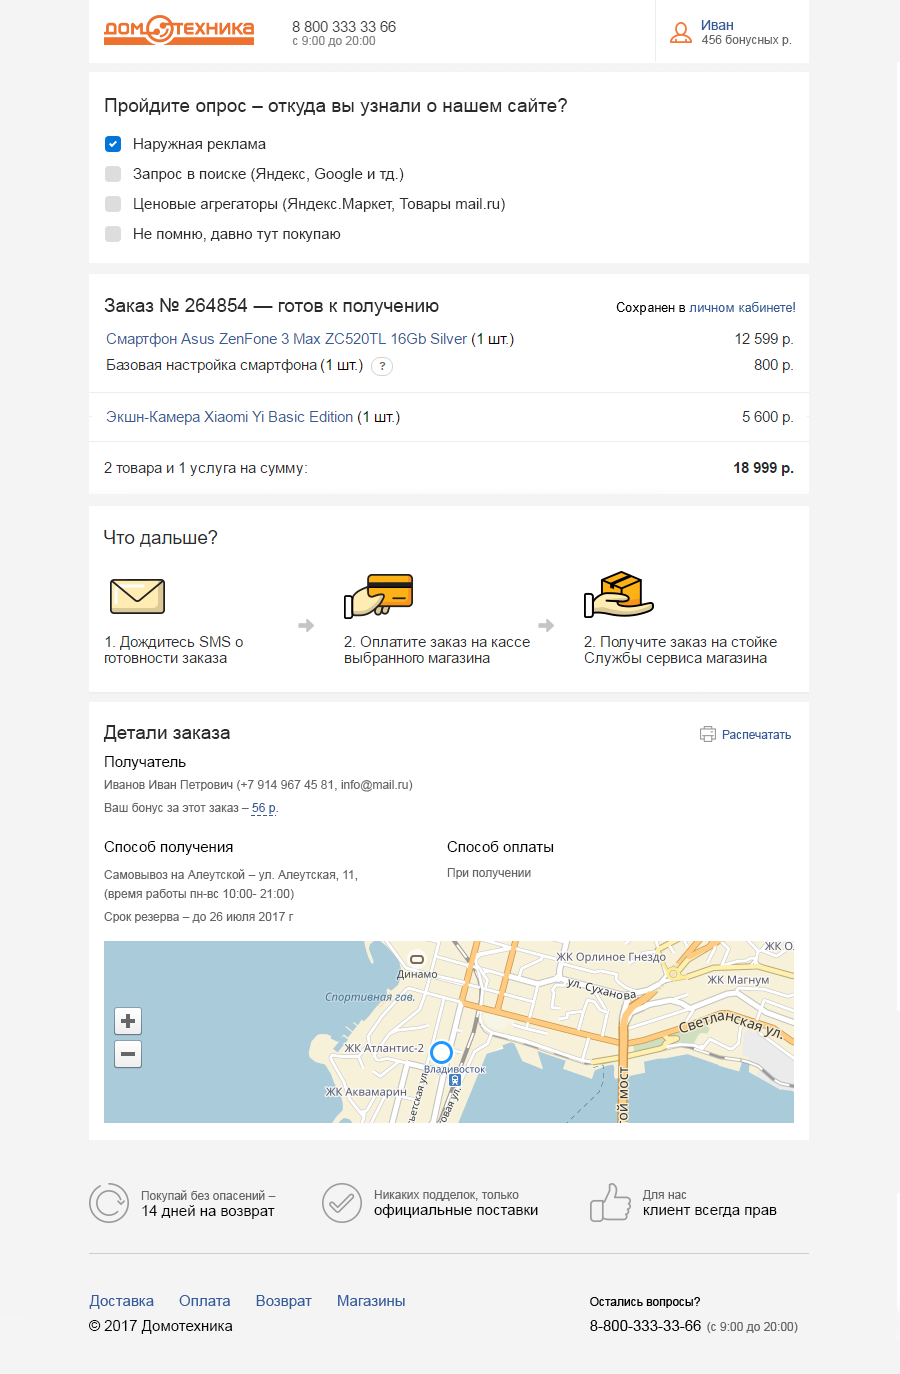 ДОМОТЕХНИКА
8 800 333 33 66
с 9:00 до 20:00
Иван
456 бонусных р.
Пройдите опрос – откуда вы узнали о нашем сайте?
Наружная реклама
Запрос в поиске (Яндекс, Google и тд.)
Ценовые агрегаторы (Яндекс.Маркет, Товары mail.ru)
Не помню, давно тут покупаю
Заказ № 264854 — готов к получению
Сохранен в личном кабинете!
Смартфон Asus ZenFone 3 Max ZC520TL 16Gb Silver (1 шт.) 12 599 р.
Базовая настройка смартфона (1 шт.) ? 800 р.
Экшн-Камера Xiaomi Yi Basic Edition (1 шт.) 5 600 р.
2 товара и 1 услуга на сумму: 18 999 р.
Что дальше?
1. Дождитесь SMS о
готовности заказа
2. Оплатите заказ на кассе
выбранного магазина
2. Получите заказ на стойке
Службы сервиса магазина
Детали заказа
Распечатать
Получатель
Иванов Иван Петрович (+7 914 967 45 81, info@mail.ru)
Ваш бонус за этот заказ – 56 р.
Способ получения
Самовывоз на Алеутской – ул. Алеутская, 11,
(время работы пн-вс 10:00- 21:00)
Срок резерва – до 26 июля 2017 г
Способ оплаты
При получении
ЖК О.
ЖК Орлиное Гнездо
Динамо
ЖК Магнум
ул. Суханова
Спортивная гав.
Светланская ул.
ЖК Атлантис-2
Владивосток
ЖК Аквамарин
ьетская ул.
овая ул.
той мост
Покупай без опасений –
14 дней на возврат
Никаких подделок, только
официальные поставки
Для нас
клиент всегда прав
Доставка Оплата Возврат Магазины
© 2017 Домотехника
Остались вопросы?
8-800-333-33-66 (с 9:00 до 20:00)